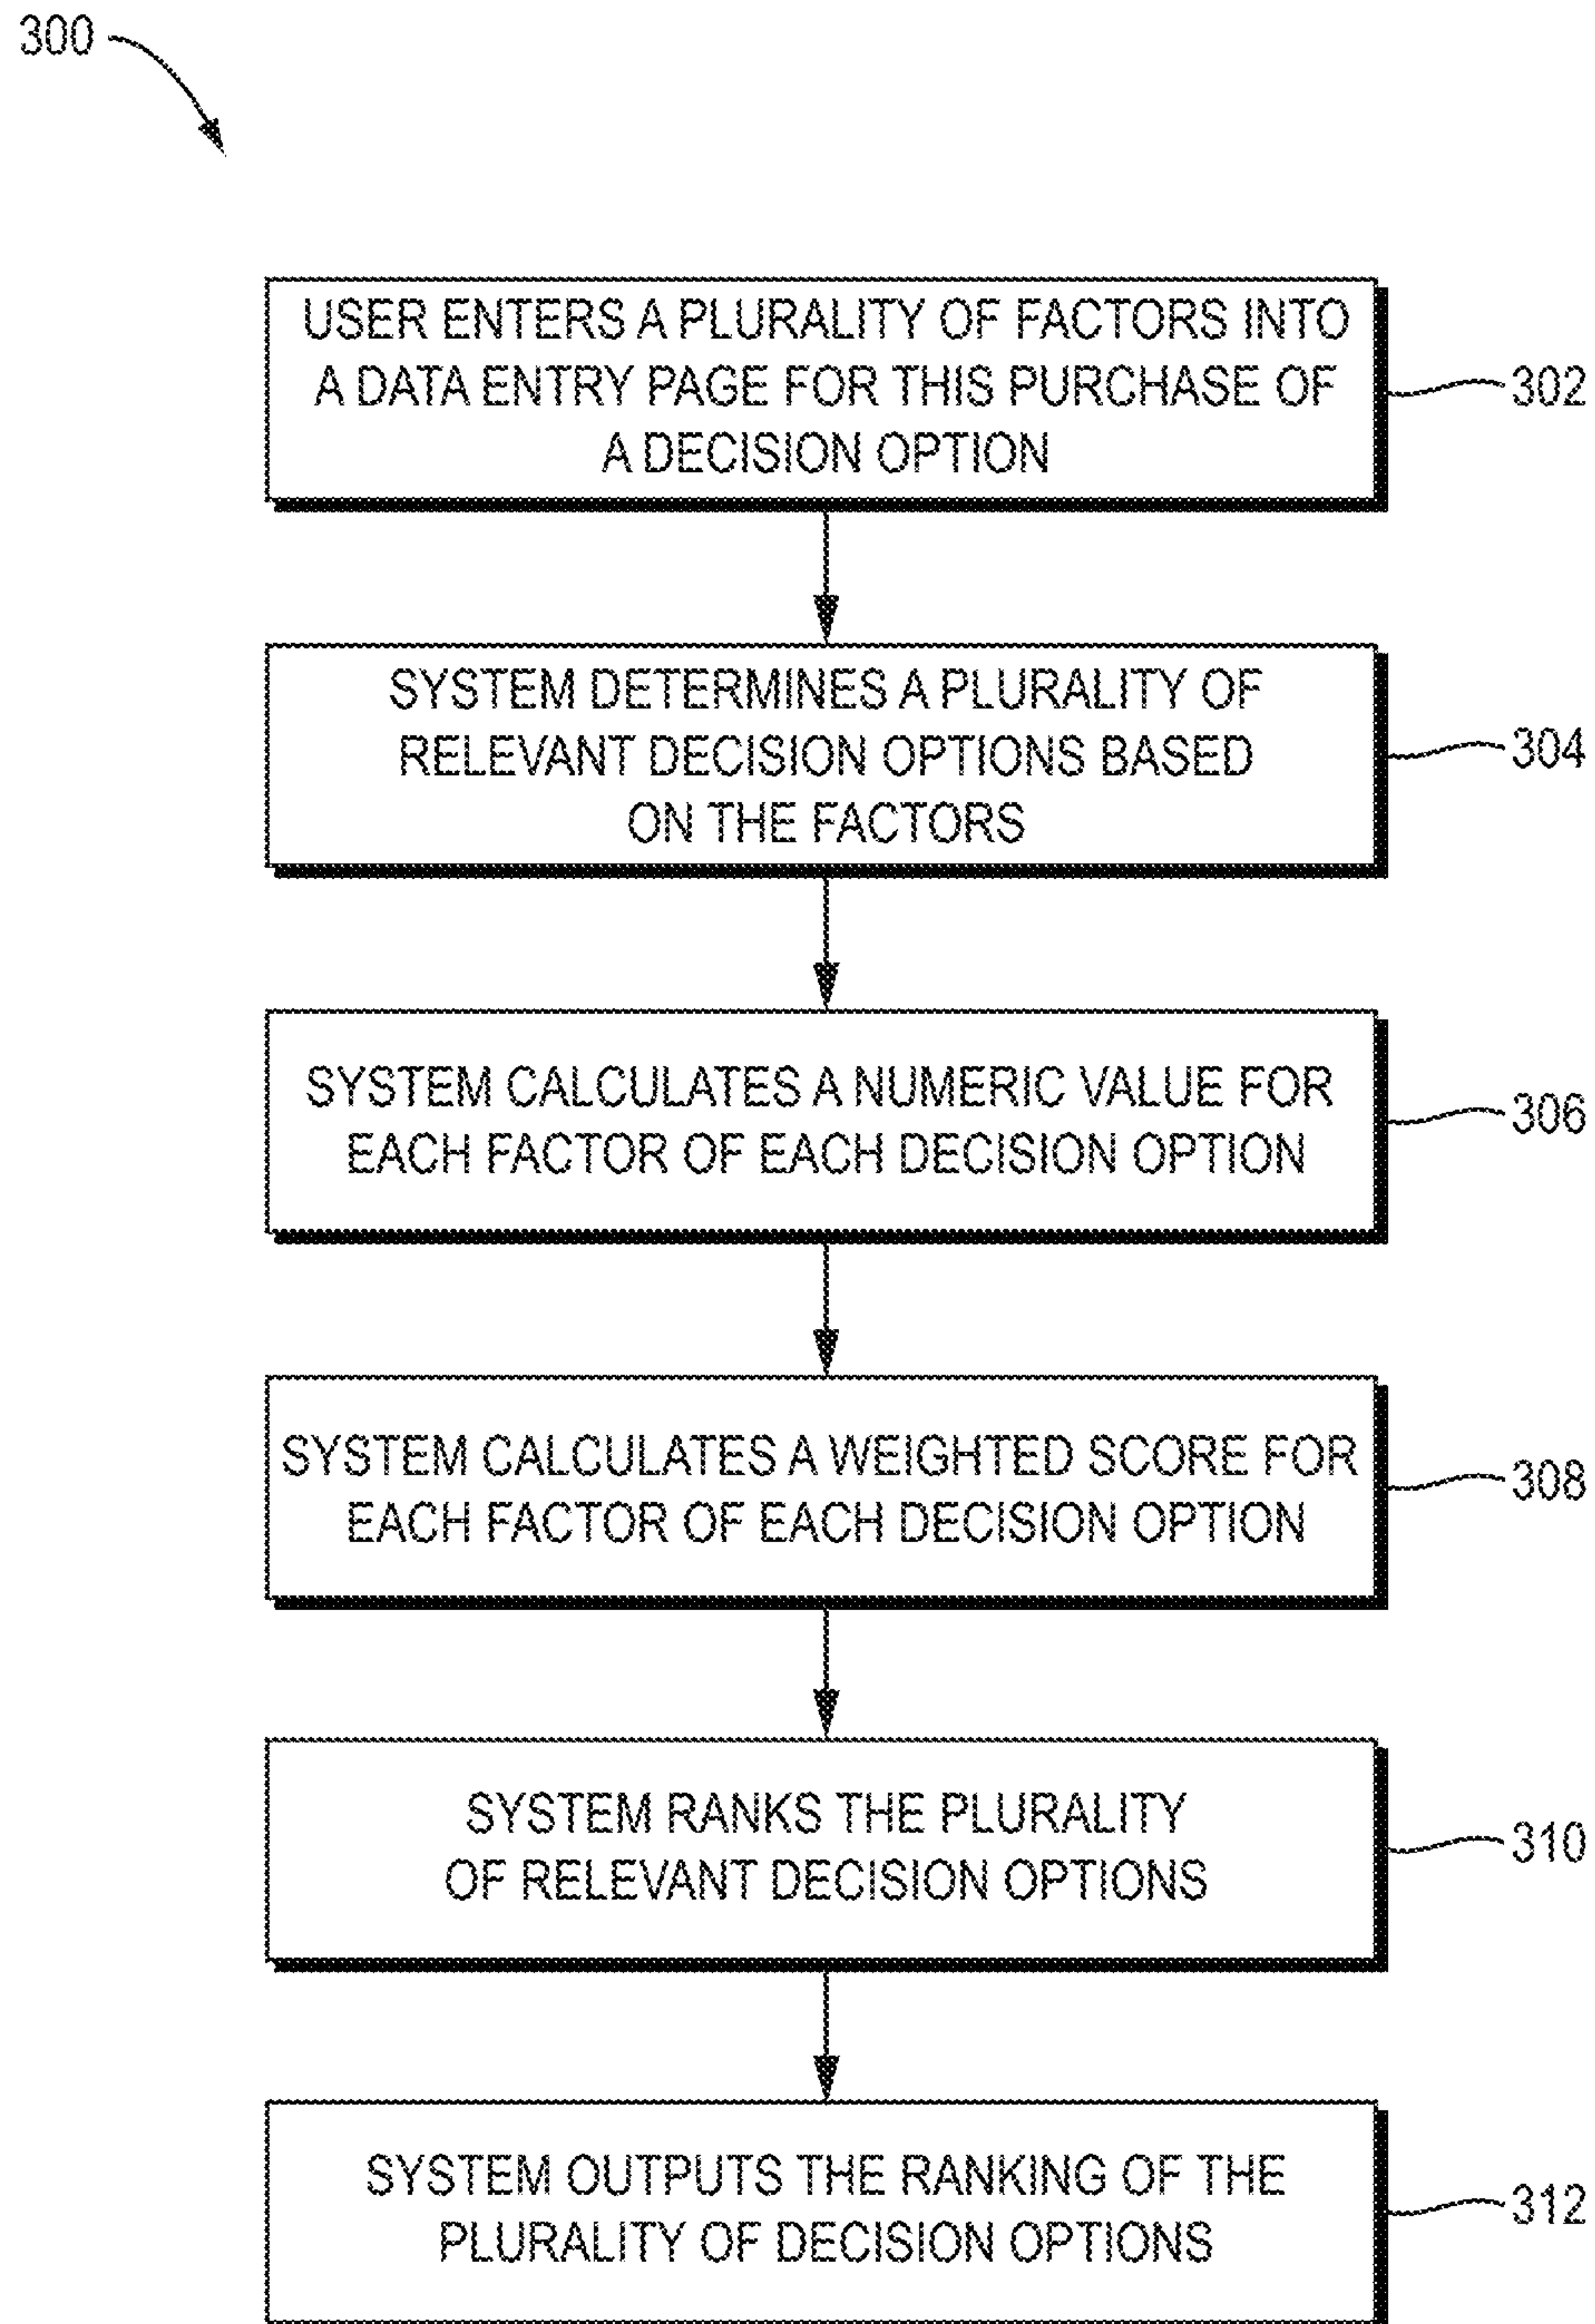 300
USER ENTERS A PLURALITY OF FACTORS INTO
A DATA ENTRY PAGE FOR THIS PURCHASE OF
A DECISION OPTION
302
SYSTEM DETERMINES A PLURALITY OF
RELEVANT DECISION OPTIONS BASED
ON THE FACTORS
304
SYSTEM CALCULATES A NUMERIC VALUE FOR
EACH FACTOR OF EACH DECISION OPTION
306
SYSTEM CALCULATES A WEIGHTED SCORE FOR
EACH FACTOR OF EACH DECISION OPTION
308
SYSTEM RANKS THE PLURALITY
OF RELEVANT DECISION OPTIONS
310
SYSTEM OUTPUTS THE RANKING OF THE
PLURALITY OF DECISION OPTIONS
312